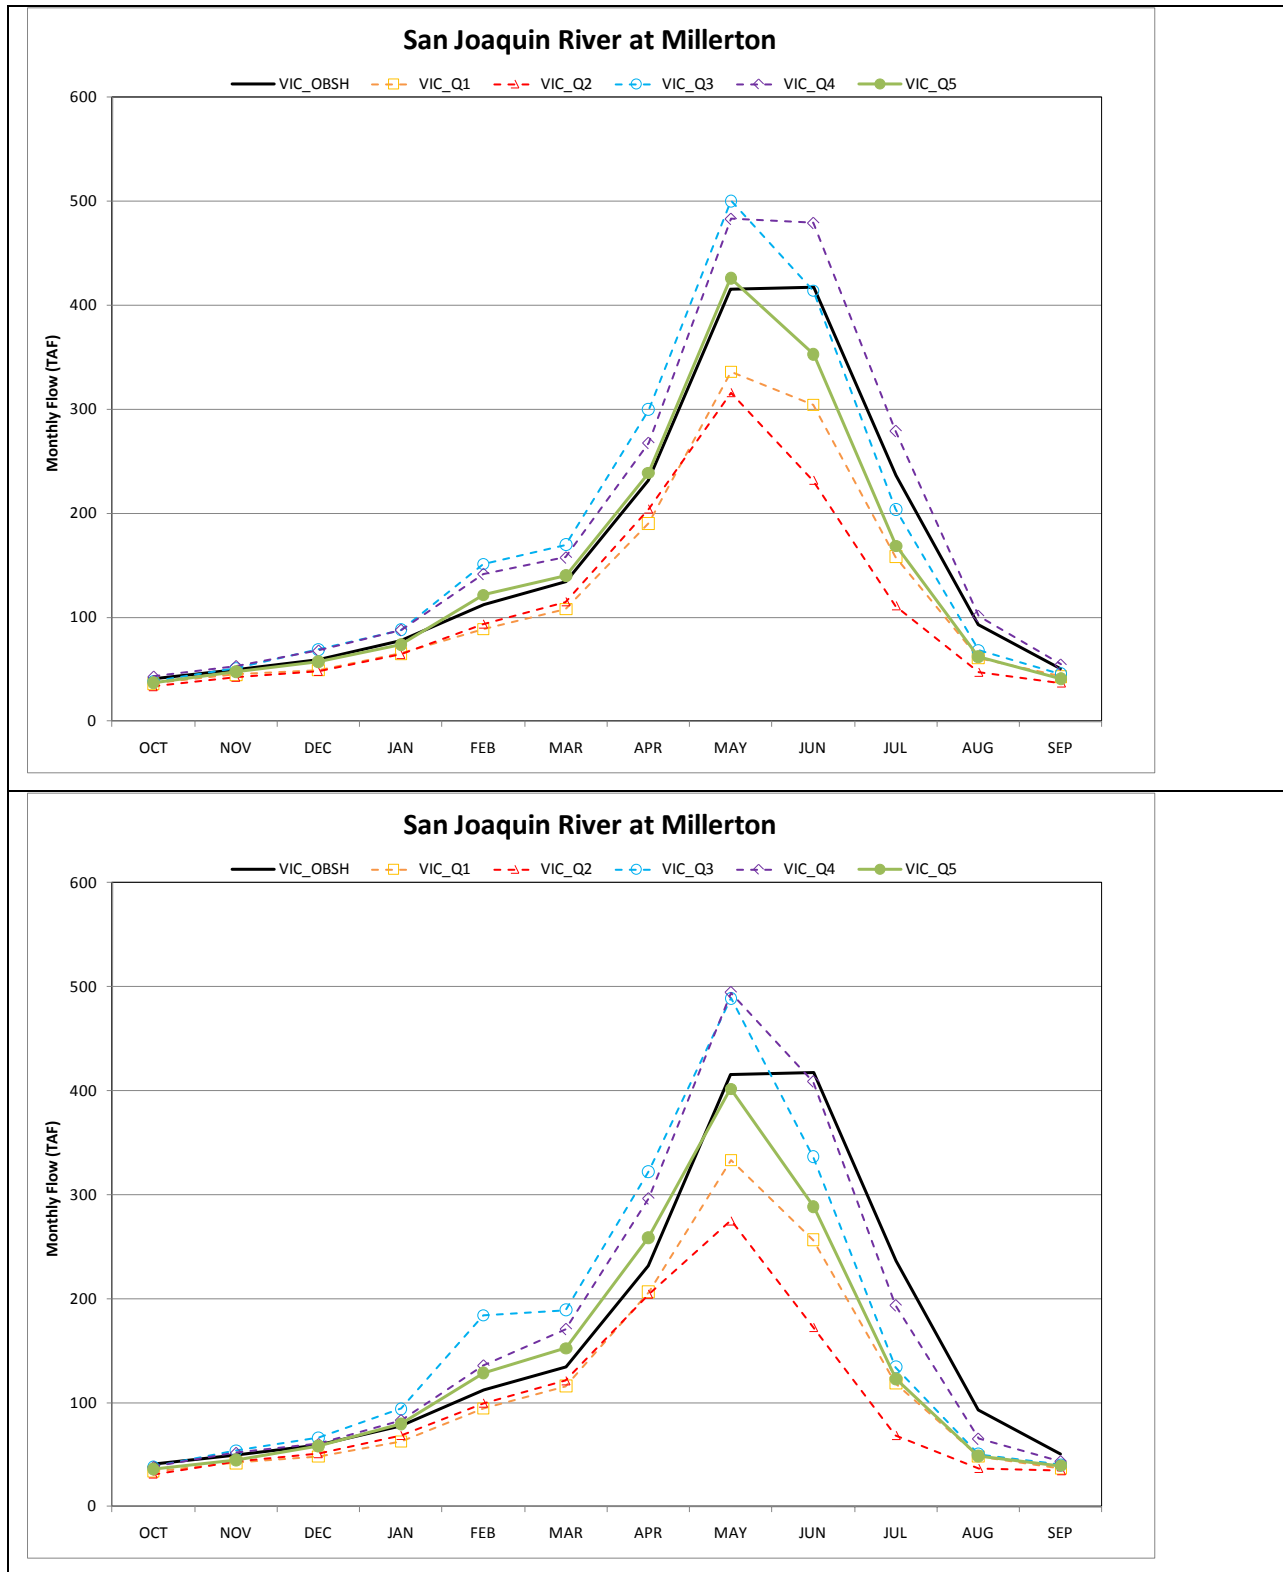 San Joaquin River at Millerton
VIC_OBSH VIC_Q1 VIC_Q2 VIC_Q3 VIC_Q4 VIC_Q5
600
500
400
300
200
100
0
Monthly Flow (TAF)
OCT NOV DEC JAN FEB MAR APR MAY JUN JUL AUG SEP
San Joaquin River at Millerton
VIC_OBSH VIC_Q1 VIC_Q2 VIC_Q3 VIC_Q4 VIC_Q5
600
500
400
300
200
100
0
Monthly Flow (TAF)
OCT NOV DEC JAN FEB MAR APR MAY JUN JUL AUG SEP